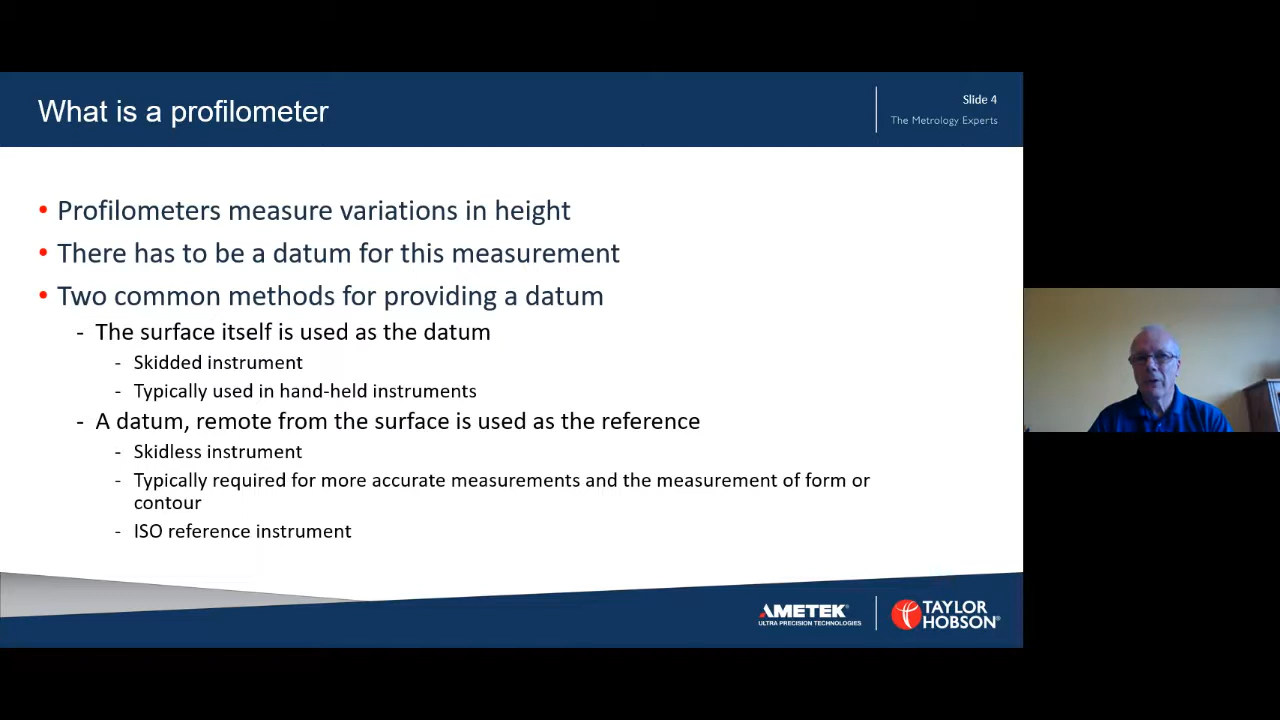 What is a profilometer
Slide 4
The Metrology Experts
• Profilometers measure variations in height
• There has to be a datum for this measurement
• Two common methods for providing a datum
- The surface itself is used as the datum
- Skidded instrument
- Typically used in hand-held instruments
- A datum, remote from the surface is used as the reference
- Skidless instrument
- Typically required for more accurate measurements and the measurement of form or
contour
- ISO reference instrument
AMETEK®
ULTRA PRECISION TECHNOLOGIES
TAYLOR
HOBSON®